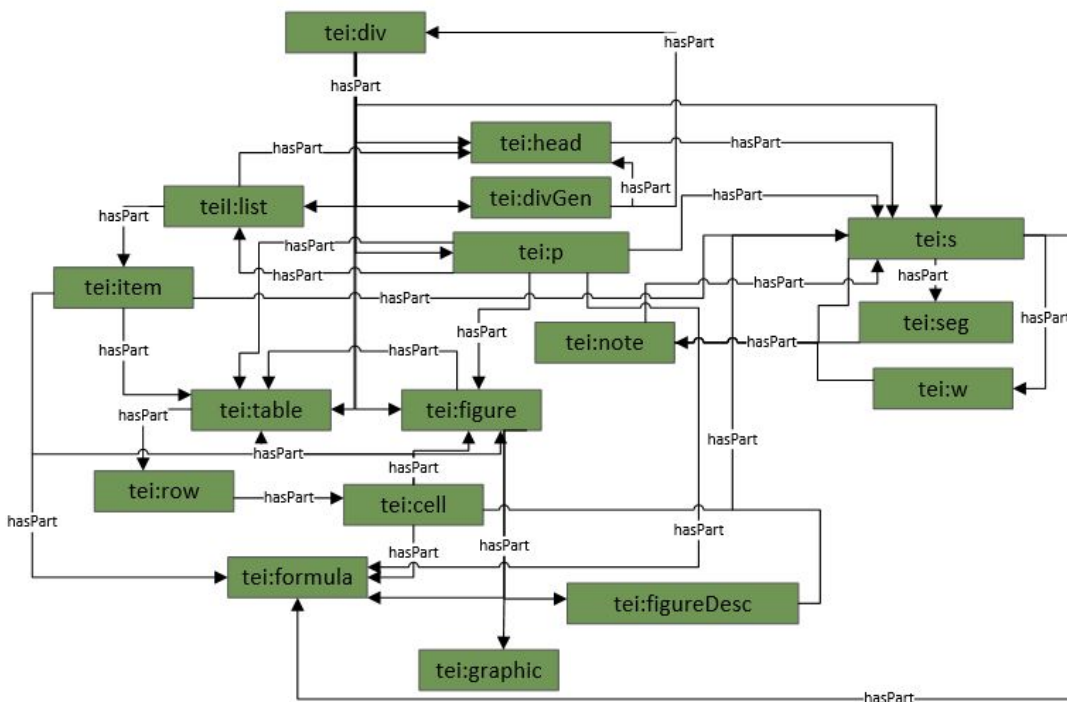 tei:div
hasPart
hasPart
tei:head
hasPart
hasPart
teil:list
tei:divGen
hasPart
hasPart
tei:p
tei:s
hasPart
hasPart
hasPart
tei:item
hasPart
hasPart
tei:seg
hasPart
tei:note
hasPart
hasPart
tei:w
tei:table
tei:figure
hasPart
hasPart
hasPart
hasPart
tei:row
hasPart
tei:cell
hasPart
hasPart
hasPart
hasPart
hasPart
tei:formula
tei:figureDesc
tei:graphic
hasPart